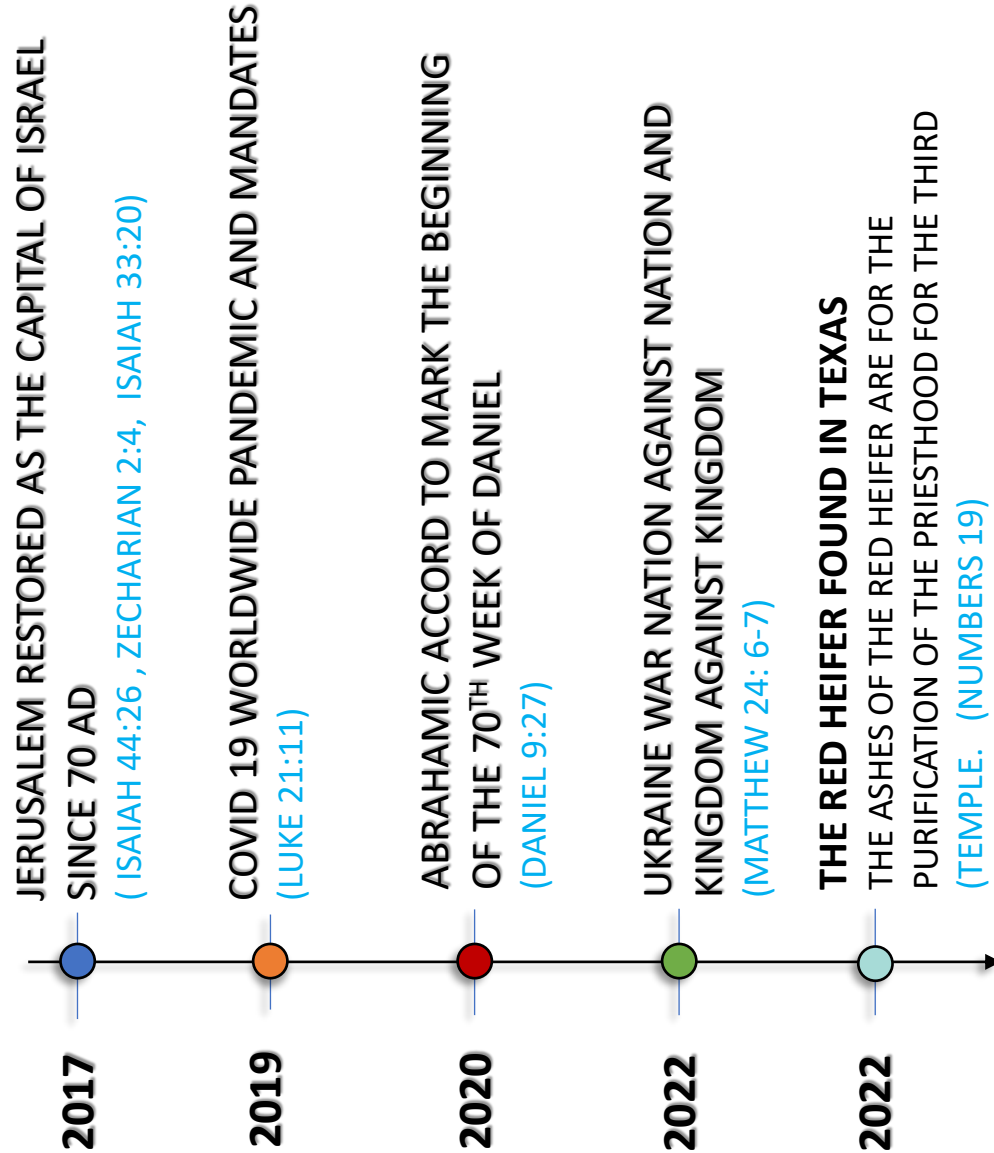 2017
JERUSALEM RESTORED AS THE CAPITAL OF ISRAEL
SINCE 70 AD
( ISAIAH 44:26 , ZECHARIAN 2:4, ISAIAH 33:20)
2019
COVID 19 WORLDWIDE PANDEMIC AND MANDATES
(LUKE 21:11)
2020
ABRAHAMIC ACCORD TO MARK THE BEGINNING
OF THE 70TH WEEK OF DANIEL
(DANIEL 9:27)
2022
UKRAINE WAR NATION AGAINST NATION AND
KINGDOM AGAINST KINGDOM
(MATTHEW 24: 6-7)
2022
THE RED HEIFER FOUND IN TEXAS
THE ASHES OF THE RED HEIFER ARE FOR THE
PURIFICATION OF THE PRIESTHOOD FOR THE THIRD
(TEMPLE. (NUMBERS 19)